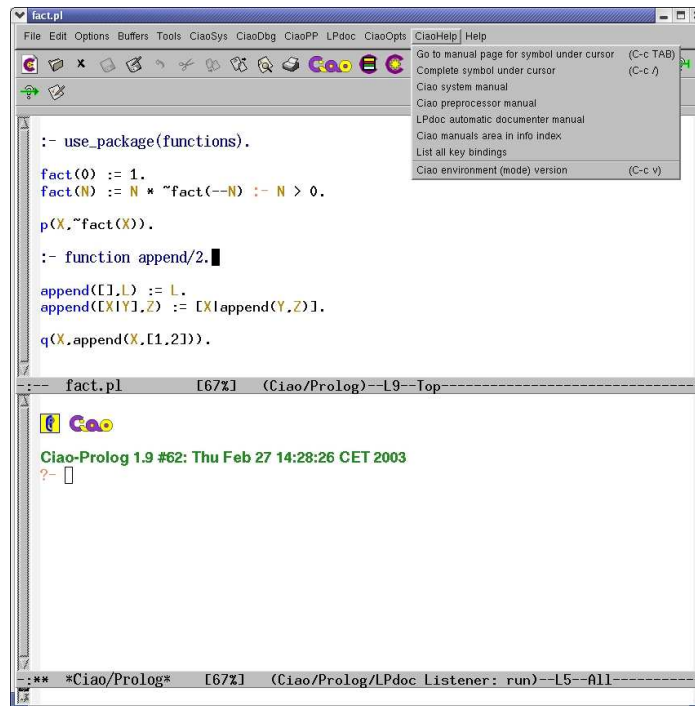 fact.pl
File Edit Options Buffers Tools CiaoSys CiaoDbg CiaoPP LPdoc CiaoOpts CiaoHelp Help
Go to manual page for symbol under cursor (C-c TAB)
Complete symbol under cursor (C-c /)
Ciao system manual
Ciao preprocessor manual
LPdoc automatic documenter manual
Ciao manuals area in info index
List all key bindings
Ciao environment (mode) version (C-c v)
Ciao
:- use_package(functions).
fact(0) := 1.
fact(N) := N * ~fact(--N) :- N > 0.
p(X,~fact(X)).
:- function append/2.
append([],L) := L.
append([X|Y],Z) := [X|append(Y,Z)].
q(X,append(X,[1,2])).
-:-- fact.pl [67%] (Ciao/Prolog)--L9--Top-------------------------------
Ciao
Ciao-Prolog 1.9 #62: Thu Feb 27 14:28:26 CET 2003
?-
-:** *Ciao/Prolog* [67%] (Ciao/Prolog/LPdoc Listener: run)--L5--All----------